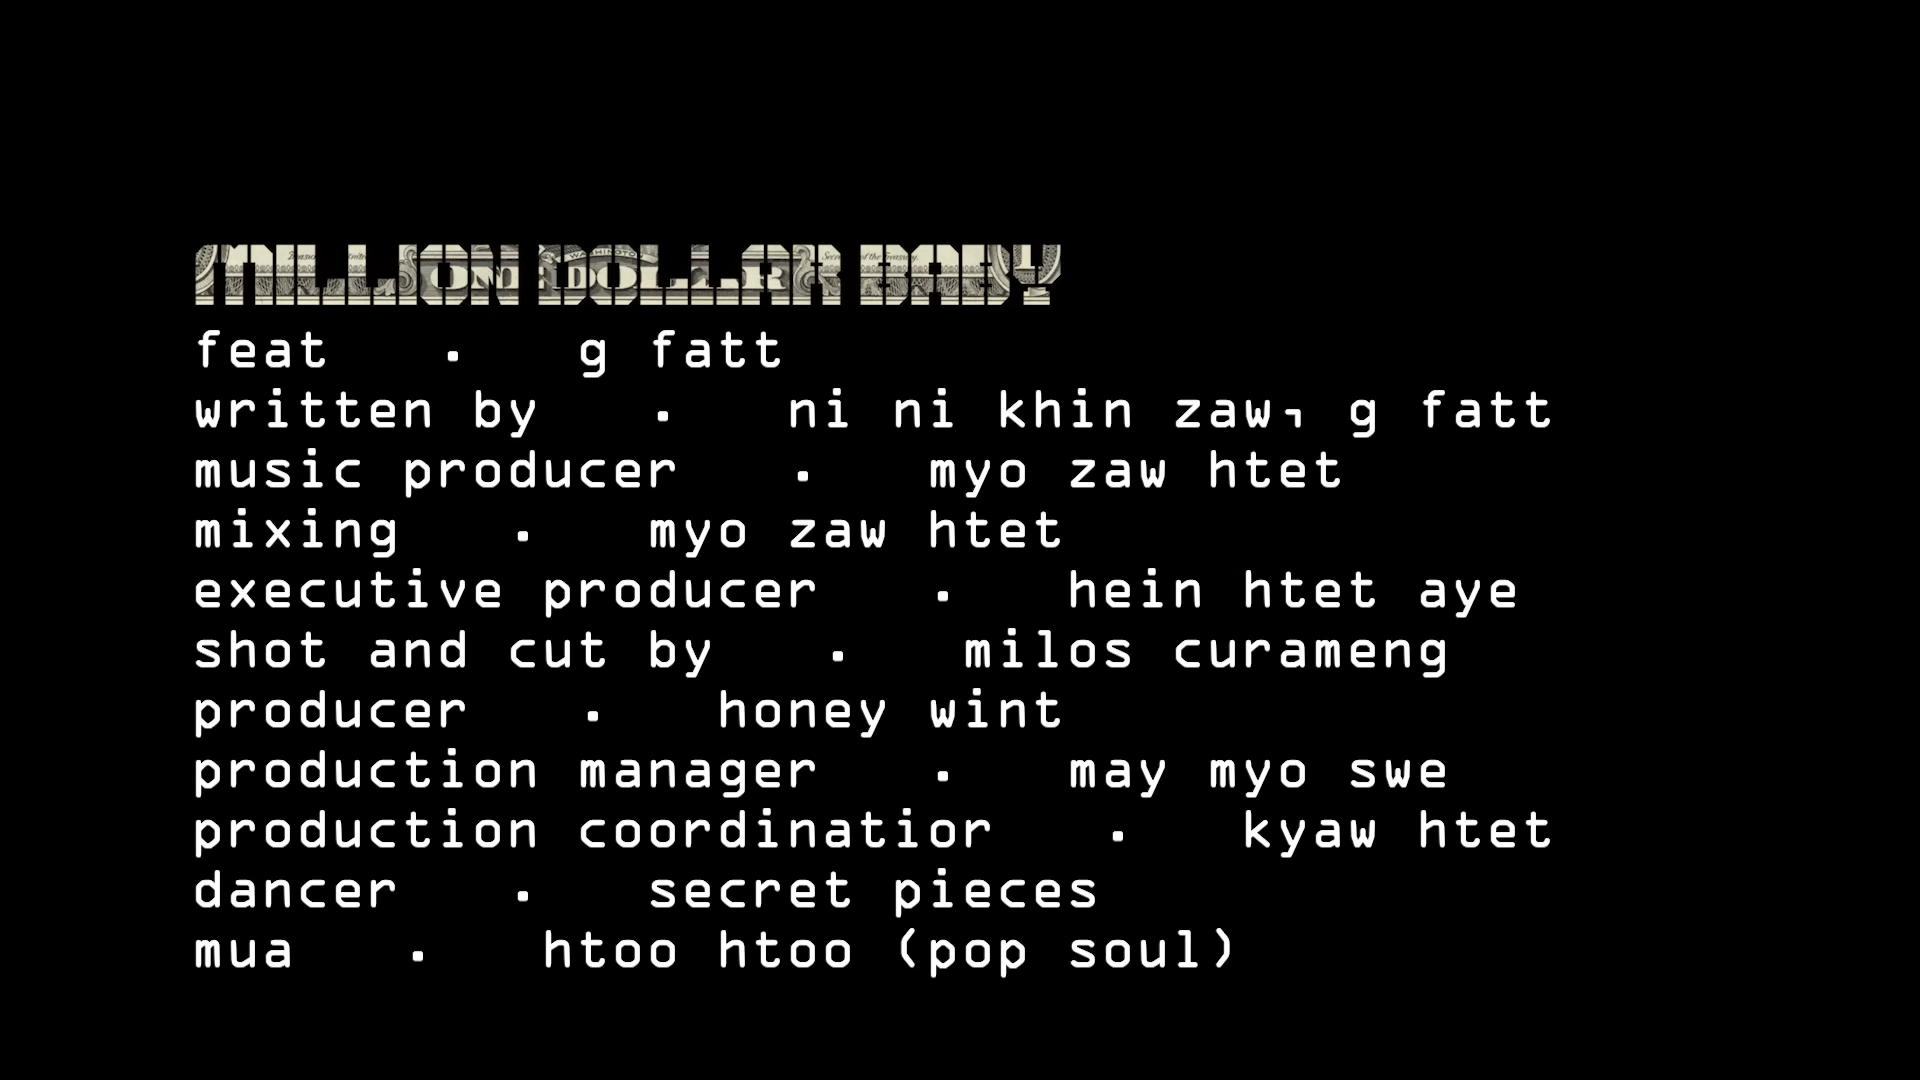 MILLION DOLLAR BABY
feat · g fatt
written by · ni ni khin zaw, g fatt
music producer · myo zaw htet
mixing · myo zaw htet
executive producer · hein htet aye
shot and cut by · milos curameng
producer · honey wint
production manager · may myo swe
production coordinatior · kyaw htet
dancer · secret pieces
mua · htoo htoo (pop soul)